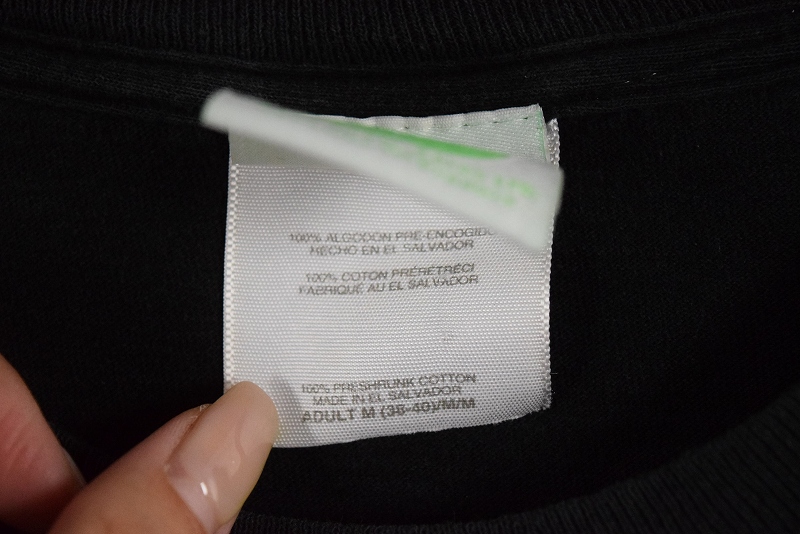 100% ALGODON PRE-ENCOGIDO
HECHO EN EL SALVADOR
100% COTON PRÉRÉTRÉCI
FABRIQUÉ AU EL SALVADOR
100% PRESHRUNK COTTON
MADE IN EL SALVADOR
ADULT M (38-40)/M/M